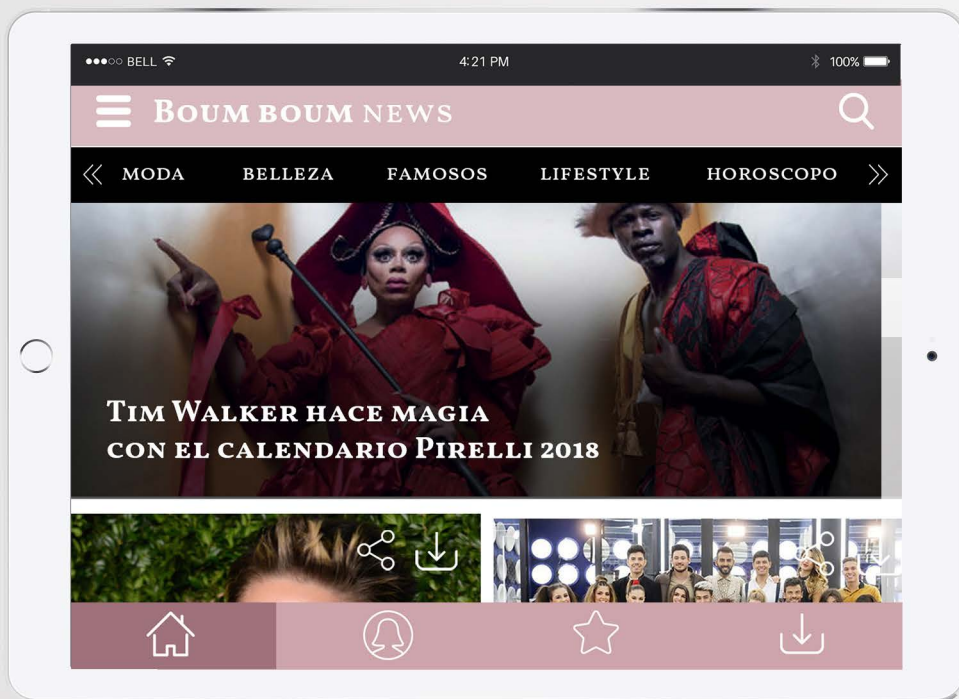 BELL
4:21 PM
100%
BOUM BOUM NEWS
MODA BELLEZA FAMOSOS LIFESTYLE HOROSCOPO
TIM WALKER HACE MAGIA
CON EL CALENDARIO PIRELLI 2018